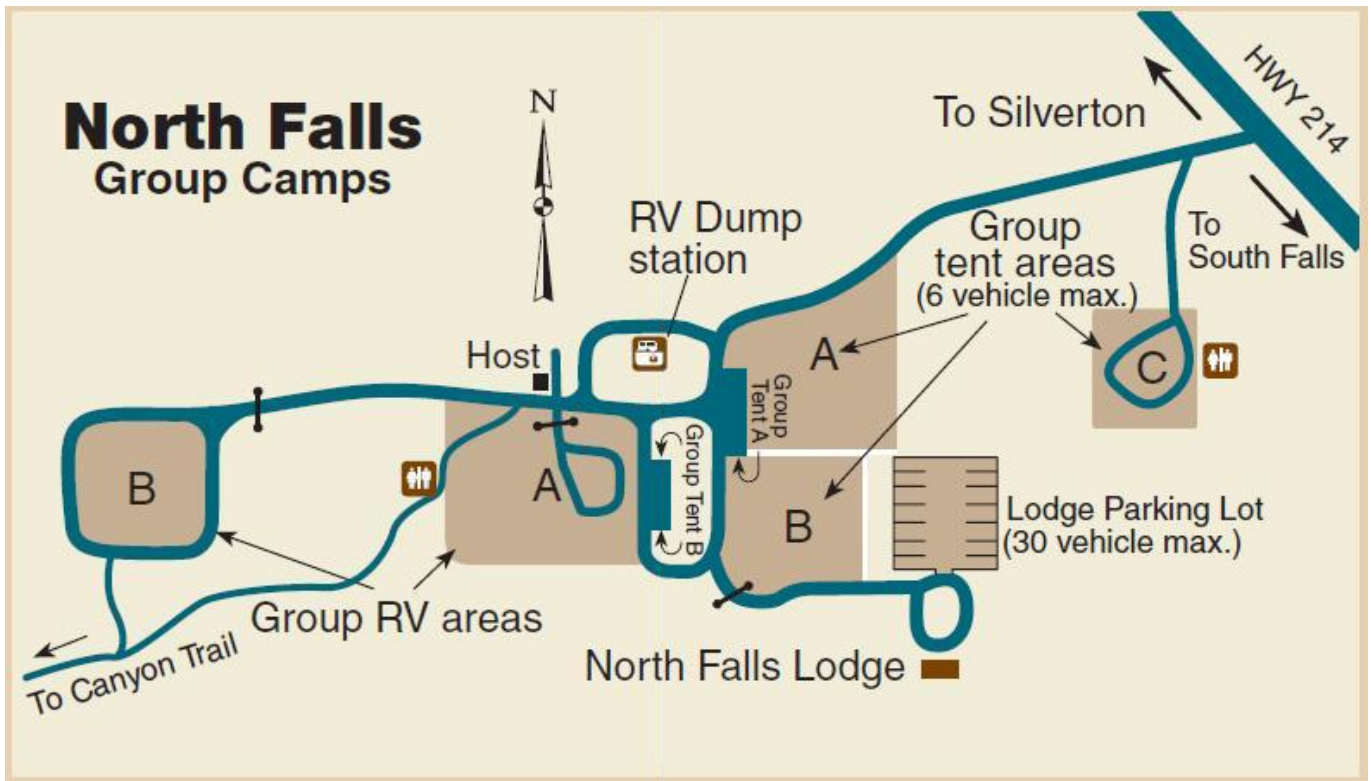 North Falls
Group Camps
N
To Silverton
HWY 214
RV Dump
station
Group
tent areas
(6 vehicle max.)
To
South Falls
Host
A
C
Group
Tent A
B
A
Group Tent B
B
Lodge Parking Lot
(30 vehicle max.)
Group RV areas
To Canyon Trail
North Falls Lodge